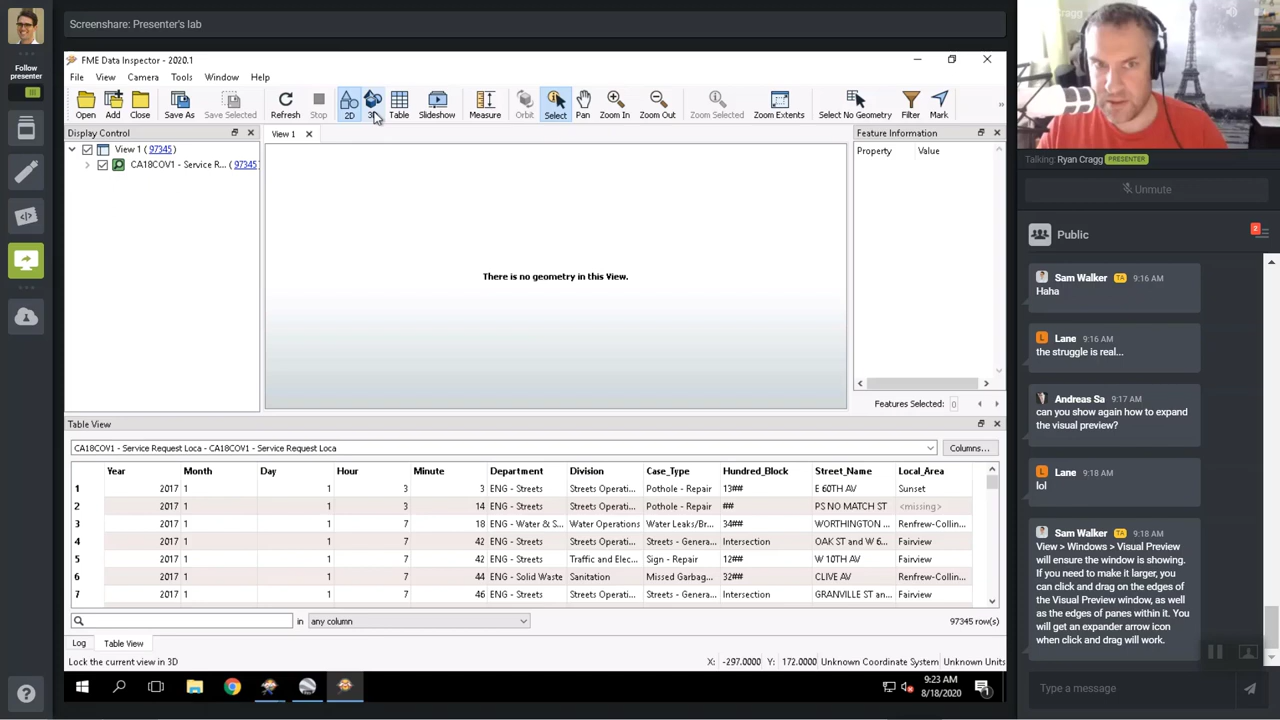 Follow
presenter
Screenshare: Presenter's lab
FME Data Inspector - 2020.1
File View Camera Tools Window Help
Open Add Close Save As Save Selected Refresh Stop 2D 3D Table Slideshow Measure Orbit Select Pan Zoom In Zoom Out Zoom Selected Zoom Extents Select No Geometry Filter Mark
Display Control
View 1 (97345)
CA18COV1 - Service R... (97345)
View 1
There is no geometry in this View.
Feature Information
Property Value
Features Selected: 0
Table View
CA18COV1 - Service Request Loca - CA18COV1 - Service Request Loca
Columns...
Year Month Day Hour Minute Department Division Case_Type Hundred_Block Street_Name Local_Area
1 2017 1 1 3 3 ENG - Streets Streets Operati... Pothole - Repair 13## E 60TH AV Sunset
2 2017 1 1 3 14 ENG - Streets Streets Operati... Pothole - Repair ## PS NO MATCH ST <missing>
3 2017 1 1 7 18 ENG - Water & S... Water Operations Water Leaks/Br... 34## WORTHINGTON ... Renfrew-Collin...
4 2017 1 1 7 42 ENG - Streets Streets Operati... Streets - Genera... Intersection OAK ST and W 6... Fairview
5 2017 1 1 7 42 ENG - Streets Traffic and Elec... Sign - Repair 12## W 10TH AV Fairview
6 2017 1 1 7 44 ENG - Solid Waste Sanitation Missed Garbag... 32## CLIVE AV Renfrew-Collin...
7 2017 1 1 7 46 ENG - Streets Streets Operati... Streets - Genera... Intersection GRANVILLE ST an... Fairview
in any column
97345 row(s)
Log Table View
Lock the current view in 3D
X: -297.0000 Y: 172.0000 Unknown Coordinate System Unknown Units
9:23 AM
8/18/2020
1
Talking: Ryan Cragg PRESENTER
Unmute
Public
2
Sam Walker TA 9:16 AM
Haha
L Lane 9:16 AM
the struggle is real...
Andreas Sa 9:17 AM
can you show again how to expand
the visual preview?
L Lane 9:18 AM
lol
Sam Walker TA 9:18 AM
View > Windows > Visual Preview
will ensure the window is showing.
If you need to make it larger, you
can click and drag on the edges of
the Visual Preview window, as well
as the edges of panes within it. You
will get an expander arrow icon
when click and drag will work.
Type a message